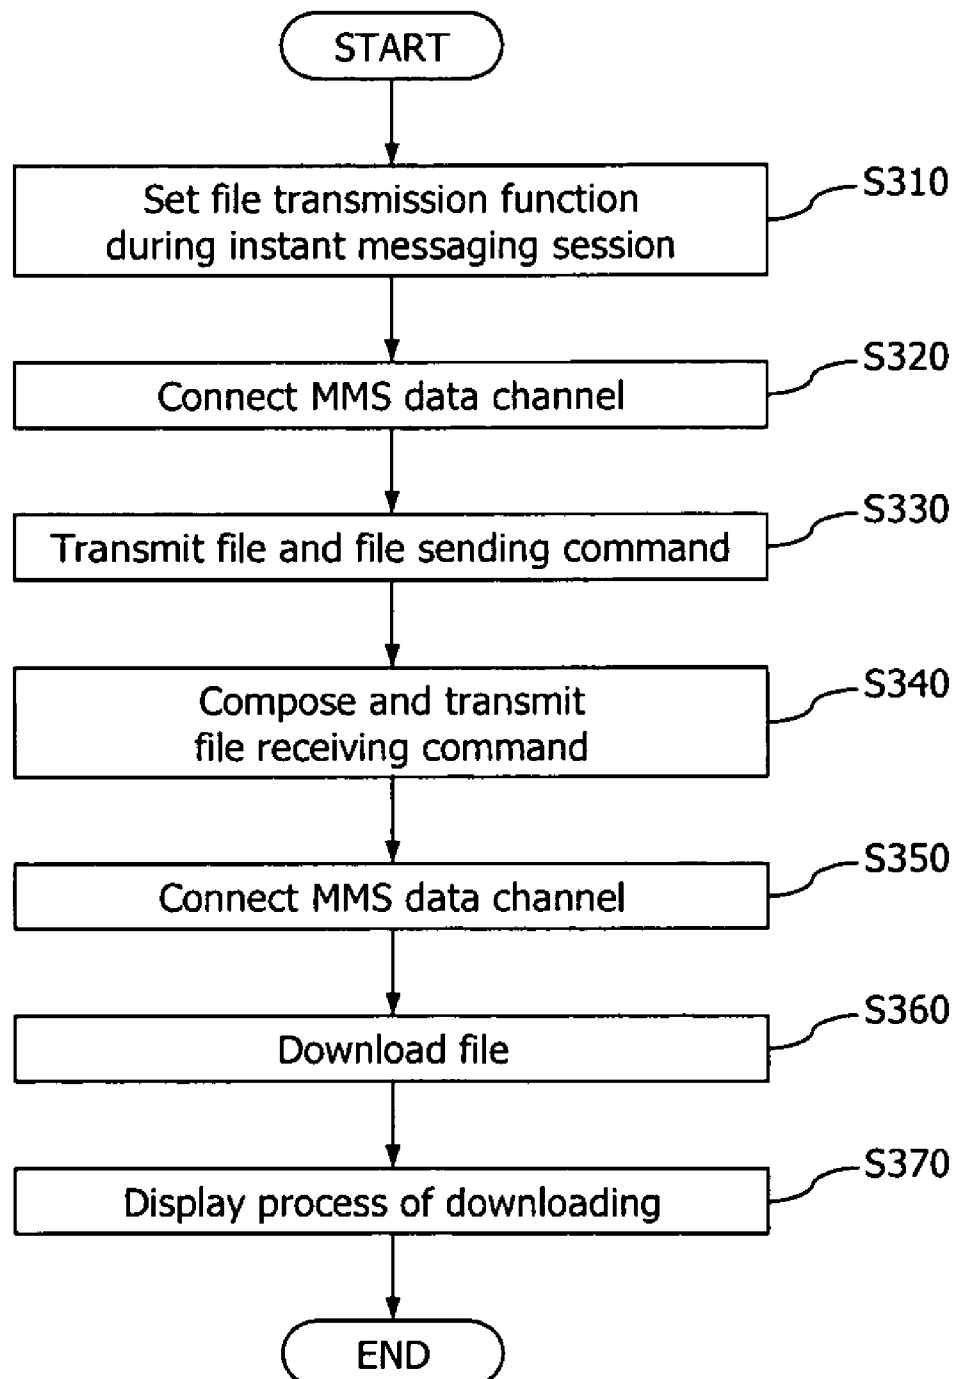 START
Set file transmission function
during instant messaging session
S310
Connect MMS data channel
S320
Transmit file and file sending command
S330
Compose and transmit
file receiving command
S340
Connect MMS data channel
S350
Download file
S360
Display process of downloading
S370
END